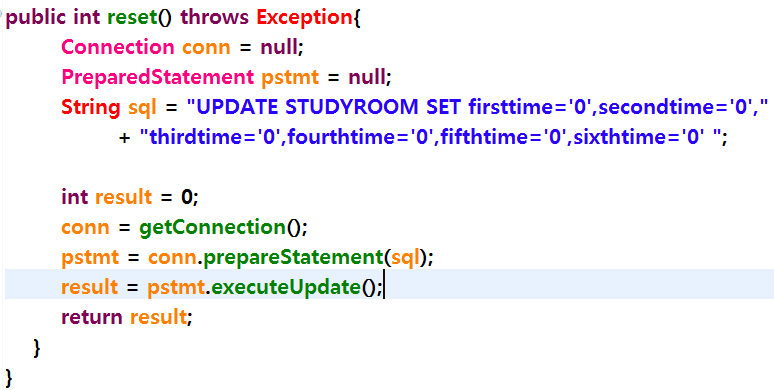 public int reset() throws Exception{
Connection conn = null;
PreparedStatement pstmt = null;
String sql = "UPDATE STUDYROOM SET firsttime='0',secondtime='0',"
+ "thirdtime='0',fourthtime='0',fifthtime='0',sixthtime='0' ";
int result = 0;
conn = getConnection();
pstmt = conn.prepareStatement(sql);
result = pstmt.executeUpdate();
return result;
}
}